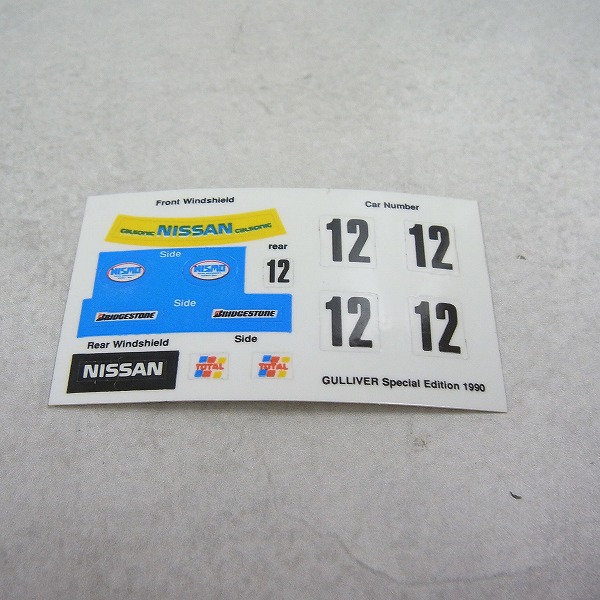 Front Windshield
calsonic NISSAN calsonic
Side
rear
NISMO NISMO
12
Side
BRIDGESTONE BRIDGESTONE
Rear Windshield
Side
NISSAN
TOTAL TOTAL
Car Number
12 12
12 12
GULLIVER Special Edition 1990